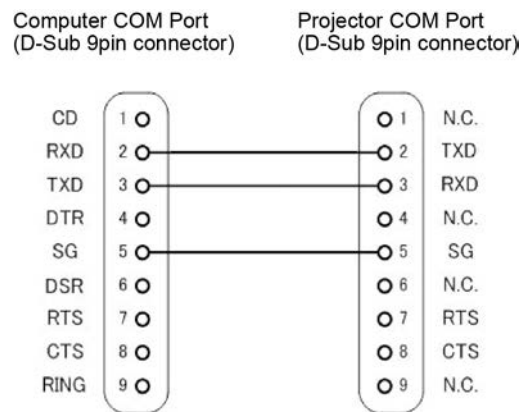 Computer COM Port
(D-Sub 9pin connector)
Projector COM Port
(D-Sub 9pin connector)
CD 1 1 N.C.
RXD 2 2 TXD
TXD 3 3 RXD
DTR 4 4 N.C.
SG 5 5 SG
DSR 6 6 N.C.
RTS 7 7 RTS
CTS 8 8 CTS
RING 9 9 N.C.